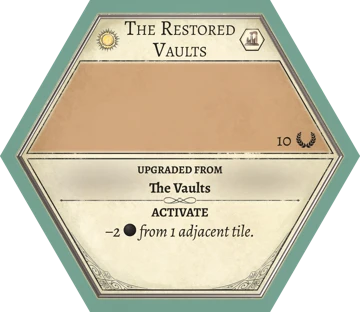 The Restored
Vaults
10
UPGRADED FROM
The Vaults
ACTIVATE
–2 from 1 adjacent tile.